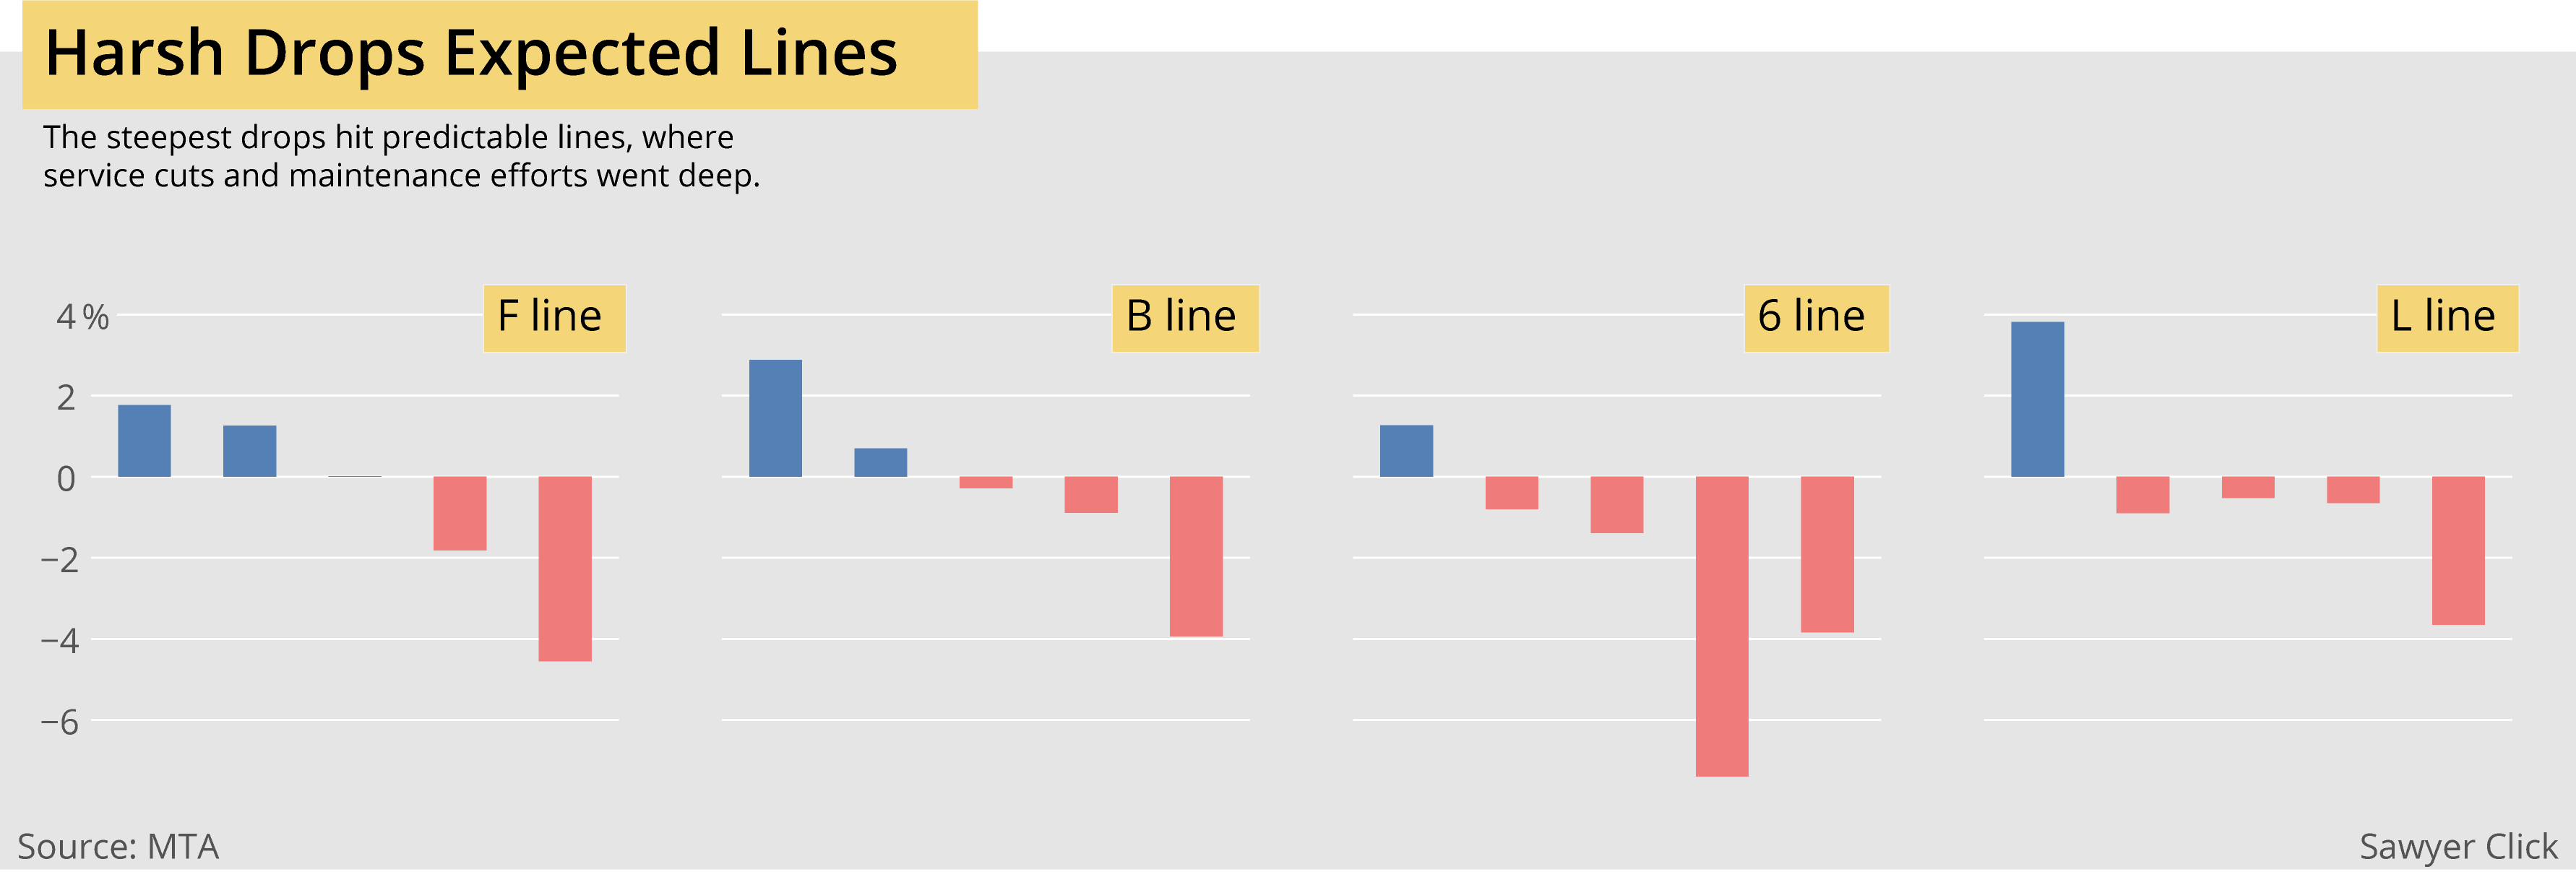 Harsh Drops Expected Lines
The steepest drops hit predictable lines, where
service cuts and maintenance efforts went deep.
F line
B line
6 line
L line
4 %
2
0
−2
−4
−6
Source: MTA
Sawyer Click